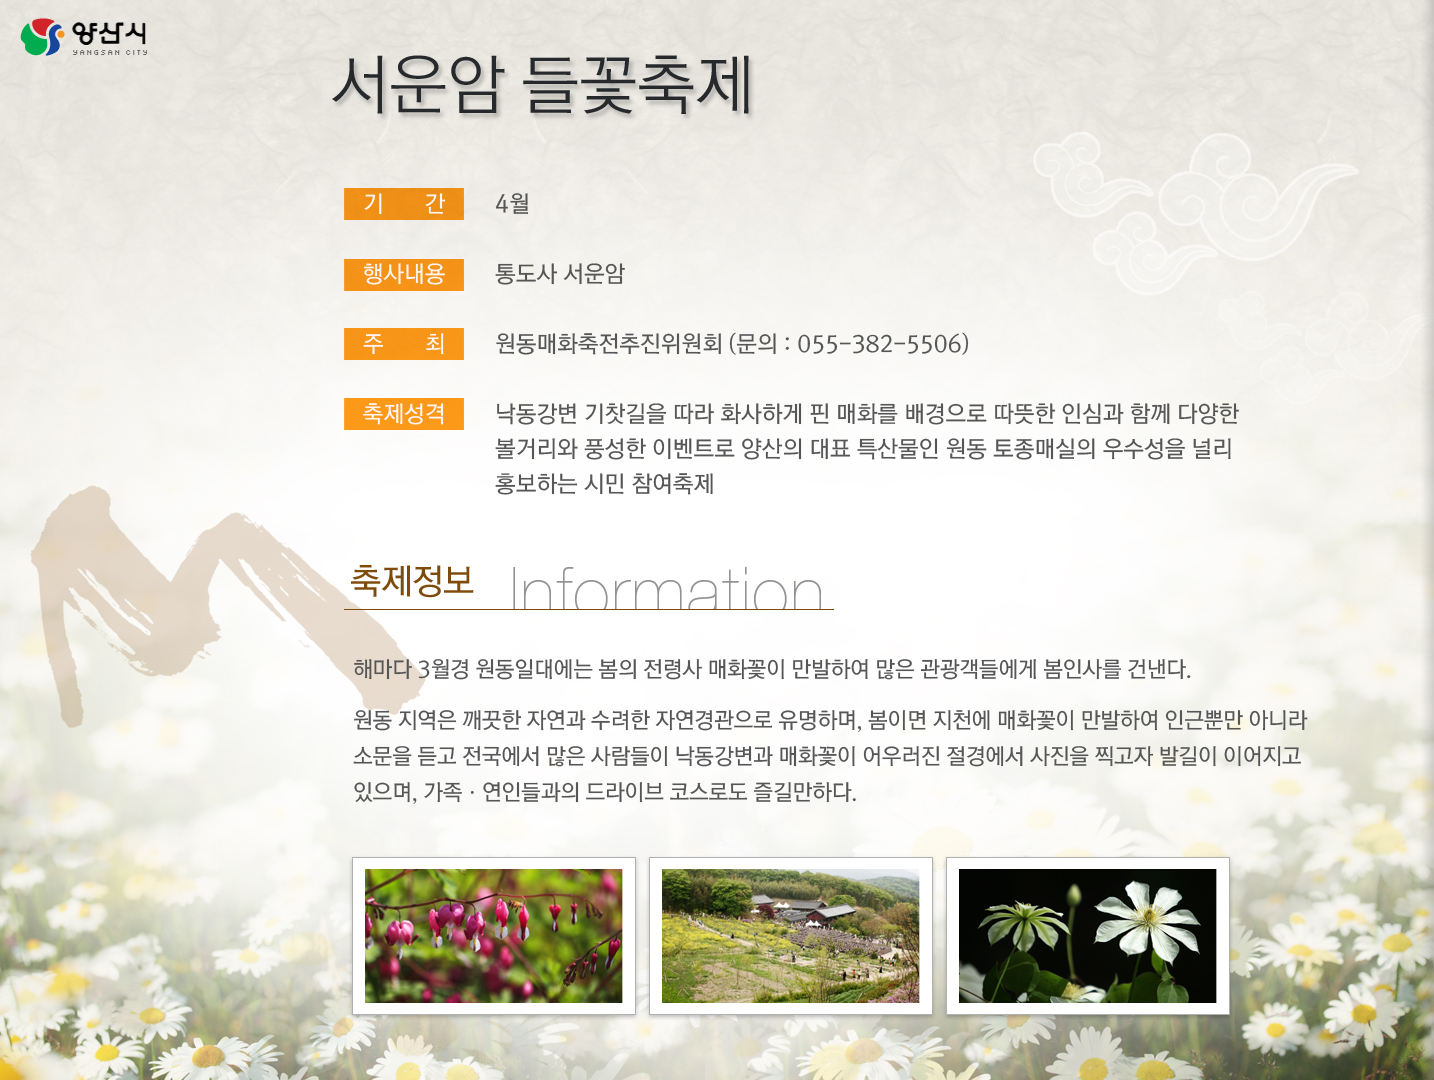 양산시
YANGSAN CITY
서운암 들꽃축제
기 간 4월
행사내용 통도사 서운암
주 최 원동매화축전추진위원회 (문의 : 055-382-5506)
축제성격 낙동강변 기찻길을 따라 화사하게 핀 매화를 배경으로 따뜻한 인심과 함께 다양한
볼거리와 풍성한 이벤트로 양산의 대표 특산물인 원동 토종매실의 우수성을 널리
홍보하는 시민 참여축제
축제정보 Information
해마다 3월경 원동일대에는 봄의 전령사 매화꽃이 만발하여 많은 관광객들에게 봄인사를 건낸다.
원동 지역은 깨끗한 자연과 수려한 자연경관으로 유명하며, 봄이면 지천에 매화꽃이 만발하여 인근뿐만 아니라
소문을 듣고 전국에서 많은 사람들이 낙동강변과 매화꽃이 어우러진 절경에서 사진을 찍고자 발길이 이어지고
있으며, 가족 · 연인들과의 드라이브 코스로도 즐길만하다.